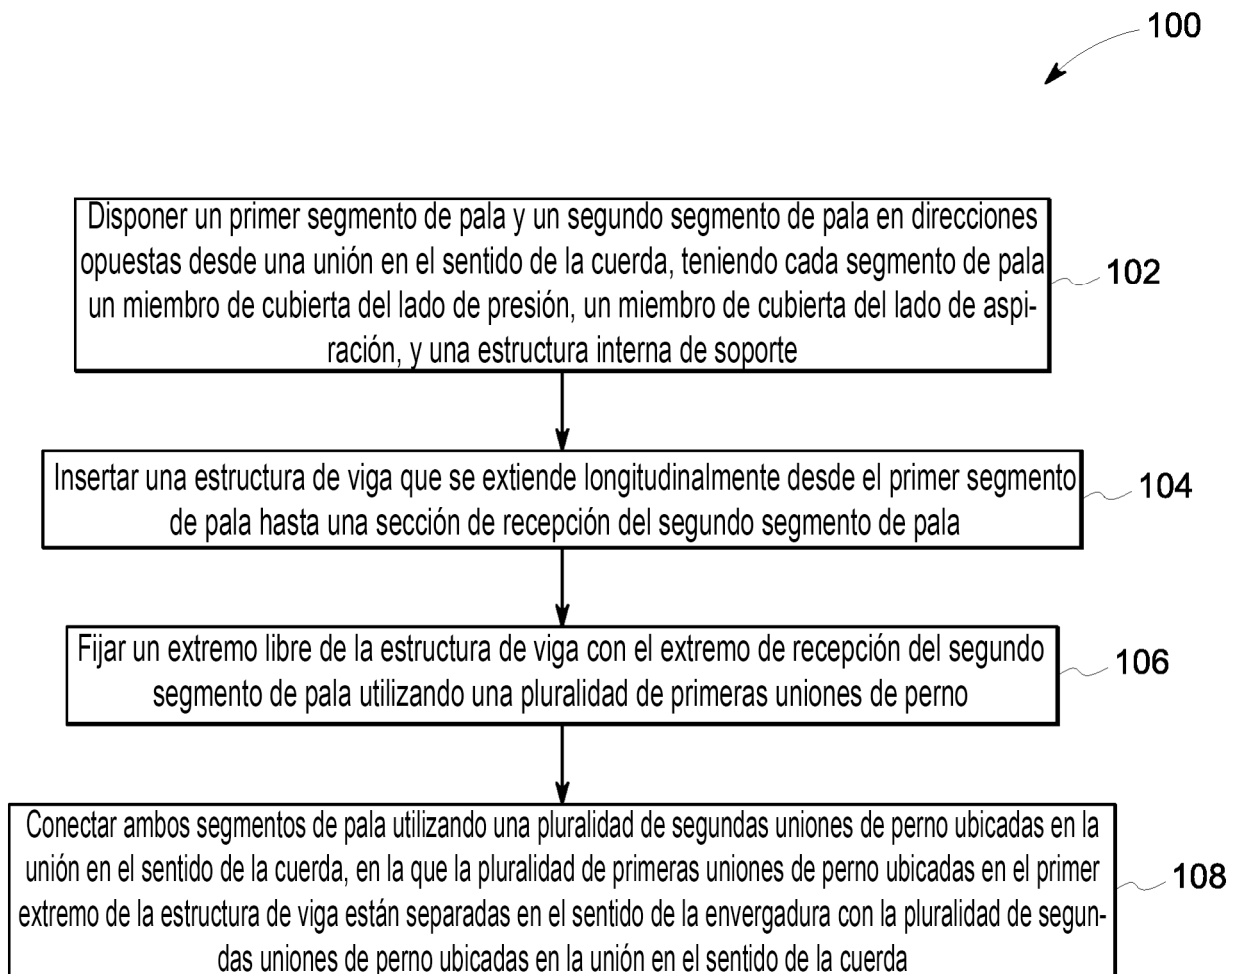 100
Disponer un primer segmento de pala y un segundo segmento de pala en direcciones
opuestas desde una unión en el sentido de la cuerda, teniendo cada segmento de pala
un miembro de cubierta del lado de presión, un miembro de cubierta del lado de aspi-
ración, y una estructura interna de soporte
102
Insertar una estructura de viga que se extiende longitudinalmente desde el primer segmento
de pala hasta una sección de recepción del segundo segmento de pala
104
Fijar un extremo libre de la estructura de viga con el extremo de recepción del segundo
segmento de pala utilizando una pluralidad de primeras uniones de perno
106
Conectar ambos segmentos de pala utilizando una pluralidad de segundas uniones de perno ubicadas en la
unión en el sentido de la cuerda, en la que la pluralidad de primeras uniones de perno ubicadas en el primer
extremo de la estructura de viga están separadas en el sentido de la envergadura con la pluralidad de segun-
das uniones de perno ubicadas en la unión en el sentido de la cuerda
108